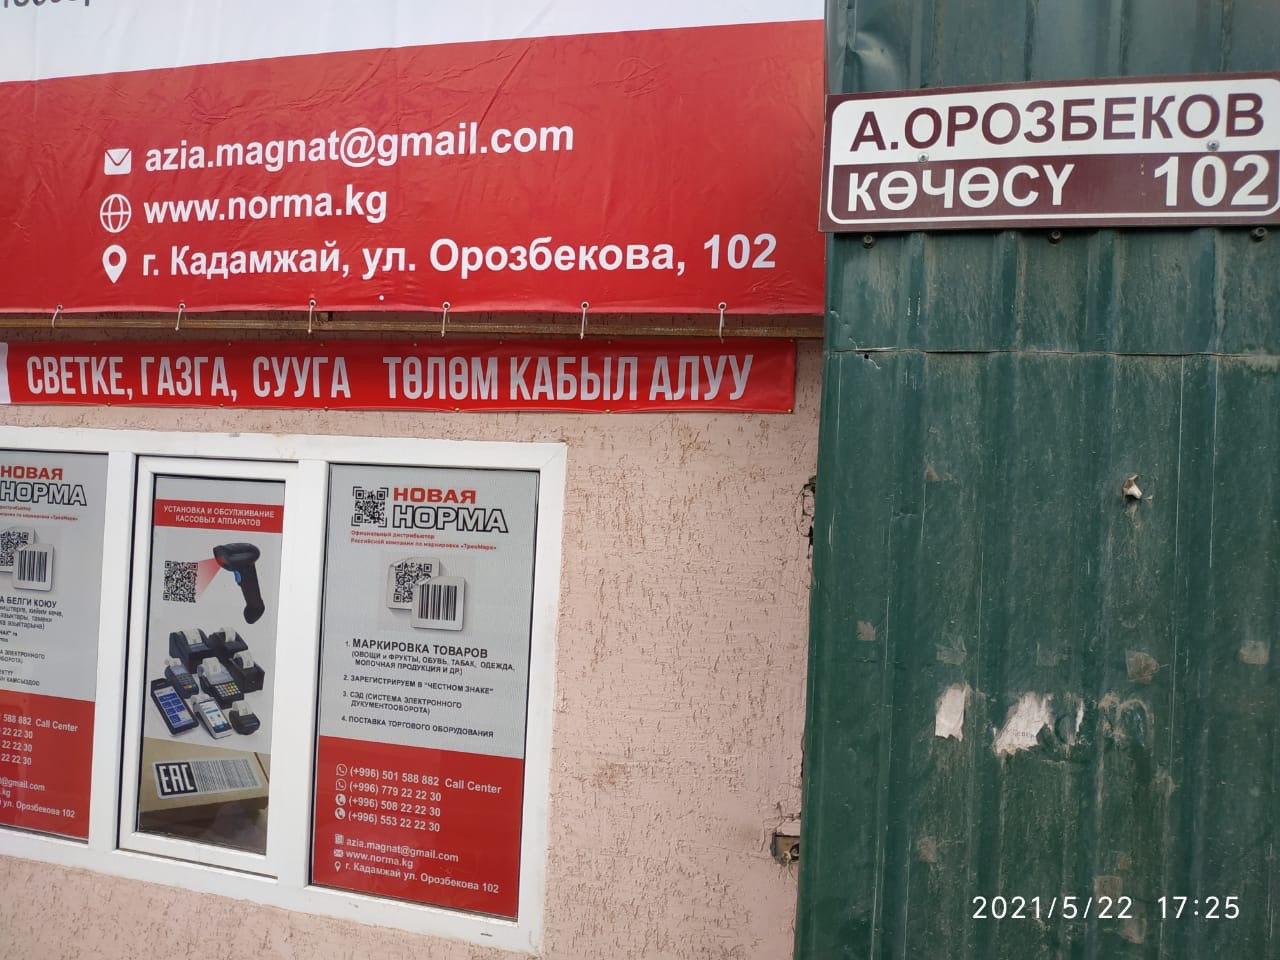 azia.magnat@gmail.com
www.norma.kg
г. Кадамжай, ул. Орозбекова, 102
А.ОРОЗБЕКОВ
КӨЧӨСҮ 102
СВЕТКЕ, ГАЗГА, СУУГА ТӨЛӨМ КАБЫЛ АЛУУ
НОВАЯ
НОРМА
А БЕЛГИ КОЮУ
588 882 Call Center
22 22 30
22 22 30
22 22 30
@gmail.com
.kg
ул. Орозбекова 102
УСТАНОВКА И ОБСУЛЖИВАНИЕ
КАССОВЫХ АППАРАТОВ
EAC
НОВАЯ
НОРМА
Официальный дистрибьютор
Российской компании по маркировке «ТрекМарк»
1. МАРКИРОВКА ТОВАРОВ
(ОВОЩИ и ФРУКТЫ, ОБУВЬ, ТАБАК, ОДЕЖДА,
МОЛОЧНАЯ ПРОДУКЦИЯ И ДР.)
2. ЗАРЕГИСТРИРУЕМ В "ЧЕСТНОМ ЗНАКЕ"
3. СЭД (СИСТЕМА ЭЛЕКТРОННОГО
ДУКУМЕНТООБОРОТА)
4. ПОСТАВКА ТОРГОВОГО ОБОРУДОВАНИЯ
(+996) 501 588 882 Call Center
(+996) 779 22 22 30
(+996) 508 22 22 30
(+996) 553 22 22 30
azia.magnat@gmail.com
www.norma.kg
г. Кадамжай ул. Орозбекова 102
2021/5/22 17:25